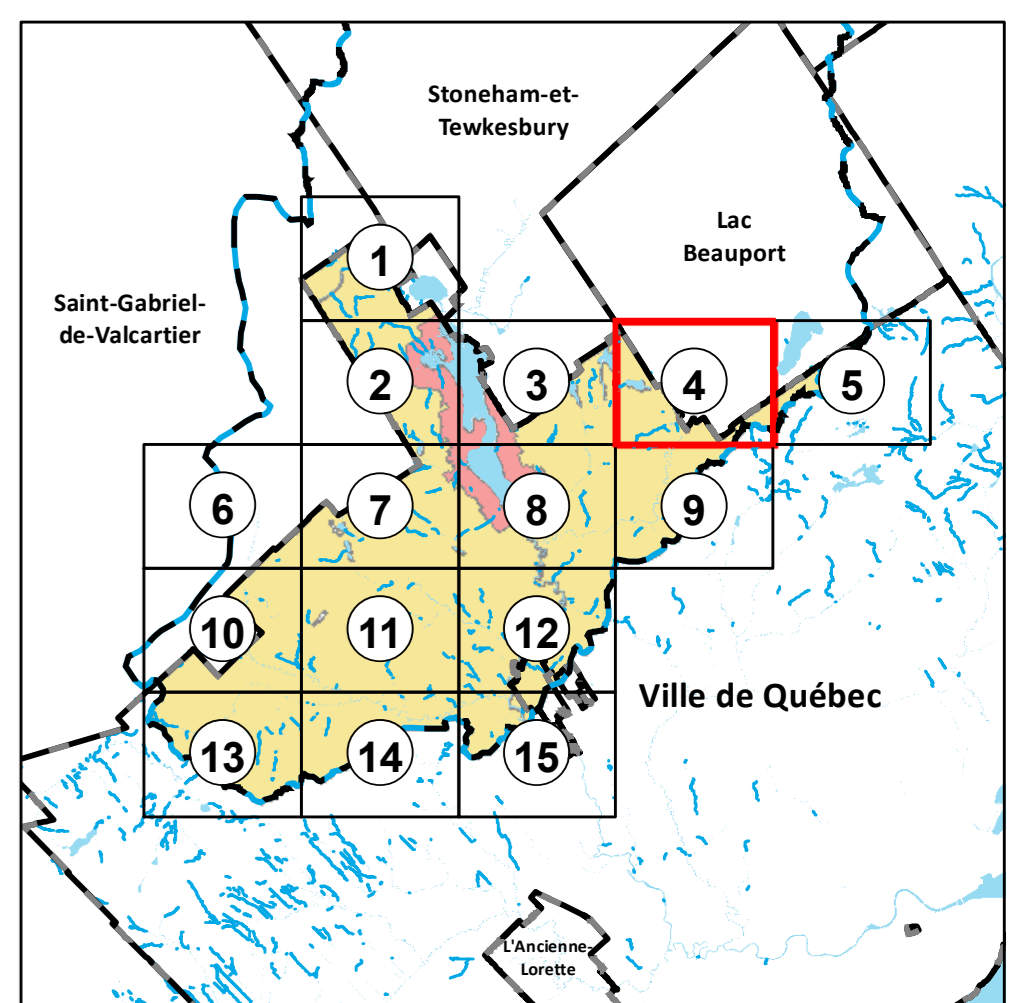 Stoneham-et-
Tewkesbury
Lac
Beauport
Saint-Gabriel-
de-Valcartier
1
2
3
4
5
6
7
8
9
10
11
12
Ville de Québec
13
14
15
L'Ancienne-
Lorette